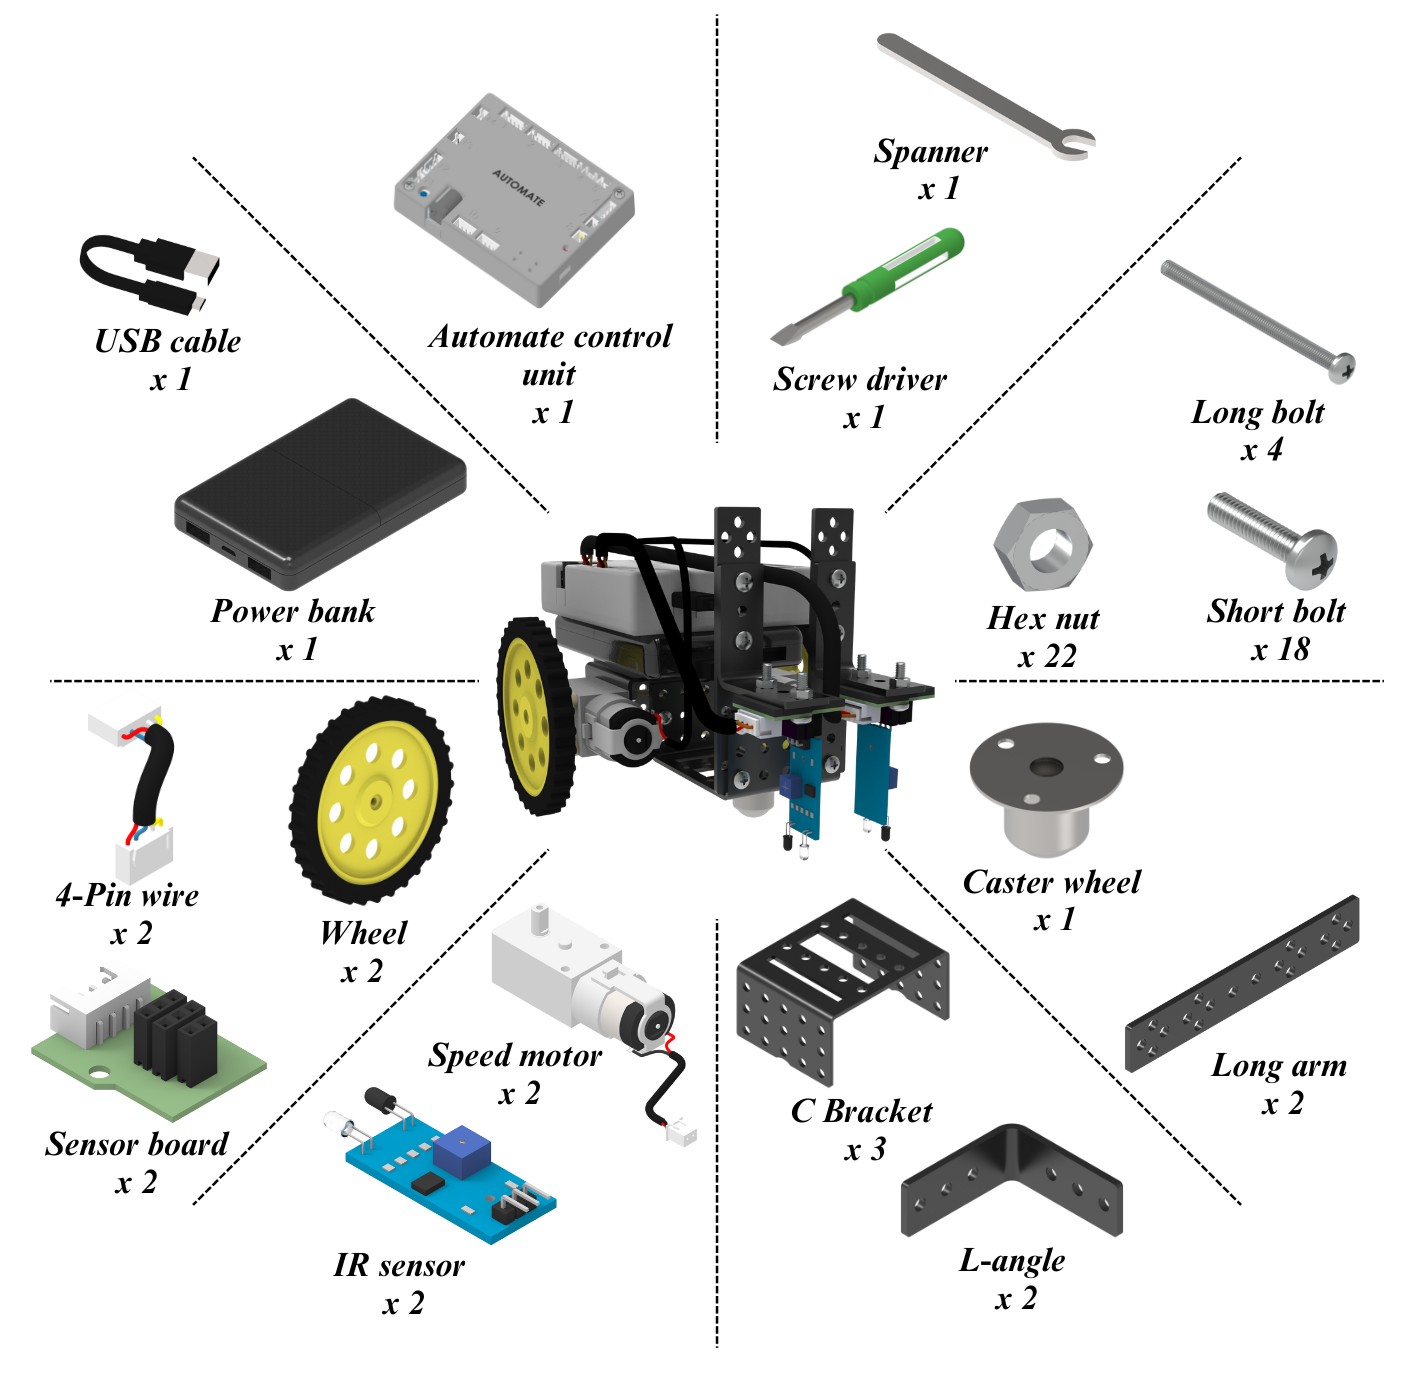 AUTOMATE
Spanner
x 1
USB cable
x 1
Automate control
unit
x 1
Screw driver
x 1
Long bolt
x 4
Power bank
x 1
Hex nut
x 22
Short bolt
x 18
4-Pin wire
x 2
Wheel
x 2
Caster wheel
x 1
Sensor board
x 2
Speed motor
x 2
C Bracket
x 3
Long arm
x 2
IR sensor
x 2
L-angle
x 2